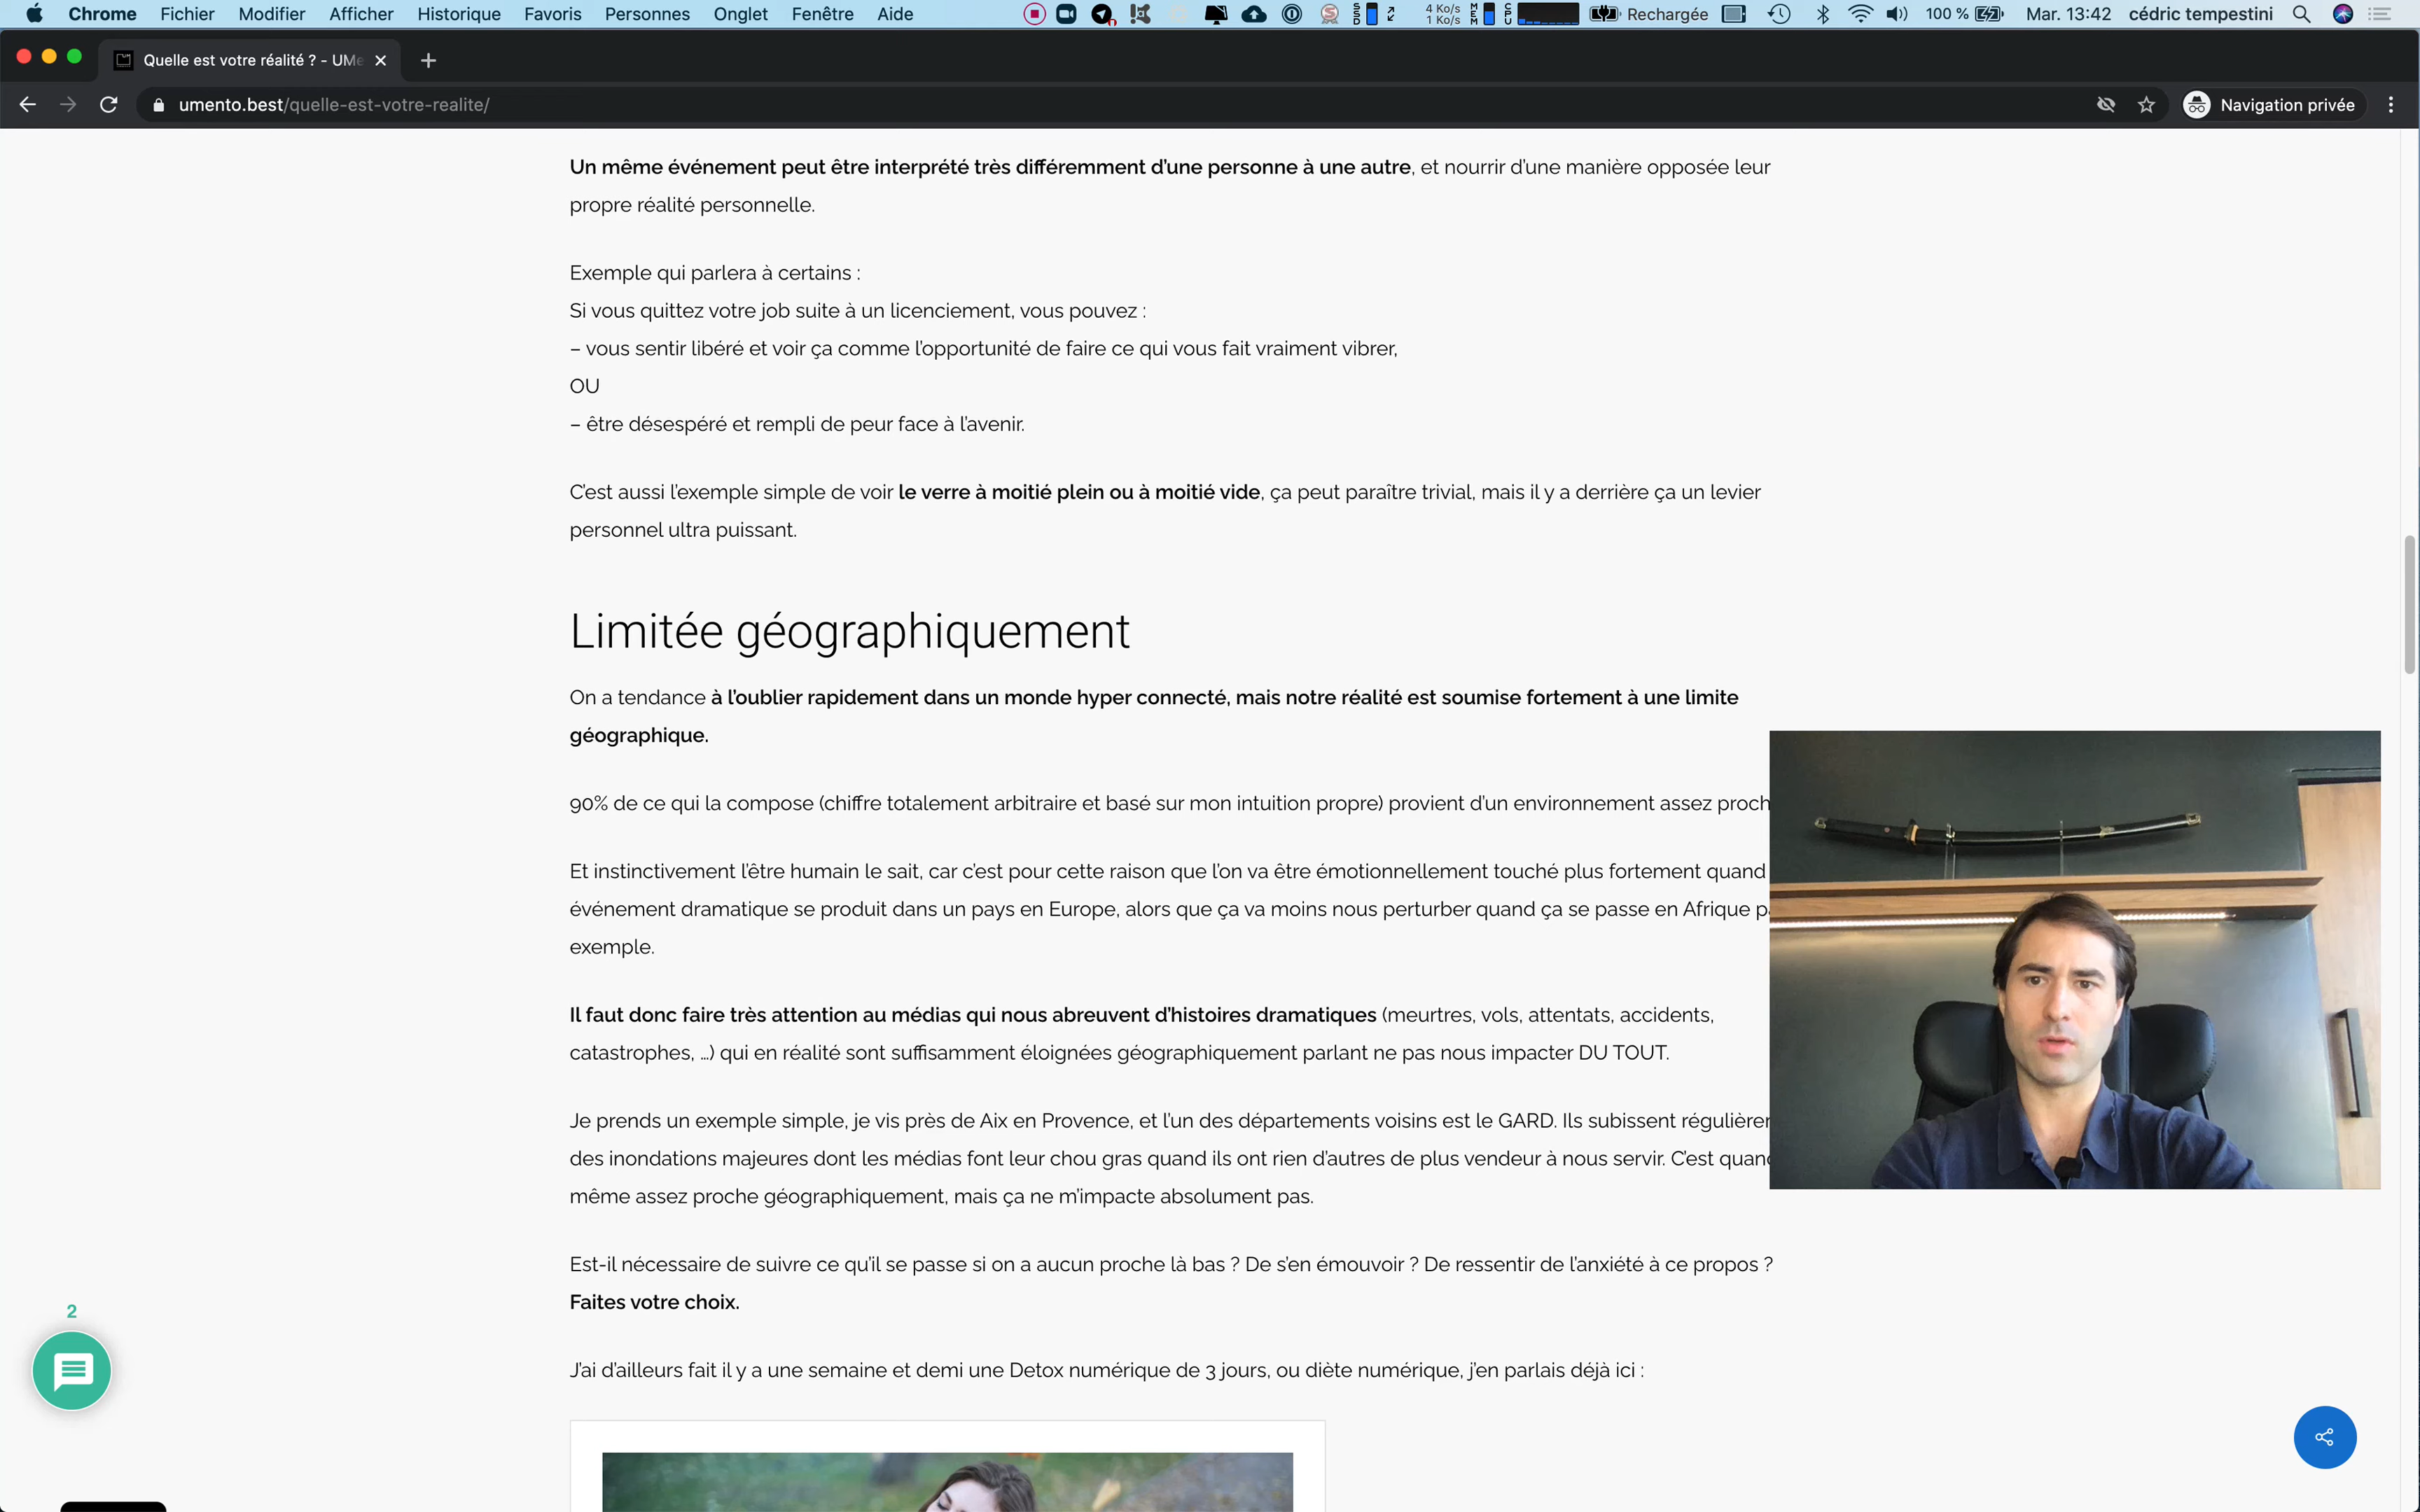 Chrome Fichier Modifier Afficher Historique Favoris Personnes Onglet Fenêtre Aide 4 Ko/s 1 Ko/s Rechargée 100 % Mar. 13:42 cédric tempestini
Quelle est votre réalité ? - UMe
umento.best/quelle-est-votre-realite/ Navigation privée
Un même événement peut être interprété très différemment d'une personne à une autre, et nourrir d'une manière opposée leur
propre réalité personnelle.
Exemple qui parlera à certains :
Si vous quittez votre job suite à un licenciement, vous pouvez :
– vous sentir libéré et voir ça comme l'opportunité de faire ce qui vous fait vraiment vibrer,
OU
– être désespéré et rempli de peur face à l'avenir.
C'est aussi l'exemple simple de voir le verre à moitié plein ou à moitié vide, ça peut paraître trivial, mais il y a derrière ça un levier
personnel ultra puissant.
Limitée géographiquement
On a tendance à l'oublier rapidement dans un monde hyper connecté, mais notre réalité est soumise fortement à une limite
géographique.
90% de ce qui la compose (chiffre totalement arbitraire et basé sur mon intuition propre) provient d'un environnement assez proch
Et instinctivement l'être humain le sait, car c'est pour cette raison que l'on va être émotionnellement touché plus fortement quand
événement dramatique se produit dans un pays en Europe, alors que ça va moins nous perturber quand ça se passe en Afrique p
exemple.
Il faut donc faire très attention au médias qui nous abreuvent d'histoires dramatiques (meurtres, vols, attentats, accidents,
catastrophes, …) qui en réalité sont suffisamment éloignées géographiquement parlant ne pas nous impacter DU TOUT.
Je prends un exemple simple, je vis près de Aix en Provence, et l'un des départements voisins est le GARD. Ils subissent régulière
des inondations majeures dont les médias font leur chou gras quand ils ont rien d'autres de plus vendeur à nous servir. C'est quan
même assez proche géographiquement, mais ça ne m'impacte absolument pas.
Est-il nécessaire de suivre ce qu'il se passe si on a aucun proche là bas ? De s'en émouvoir ? De ressentir de l'anxiété à ce propos ?
Faites votre choix.
2
J'ai d'ailleurs fait il y a une semaine et demi une Detox numérique de 3 jours, ou diète numérique, j'en parlais déjà ici :